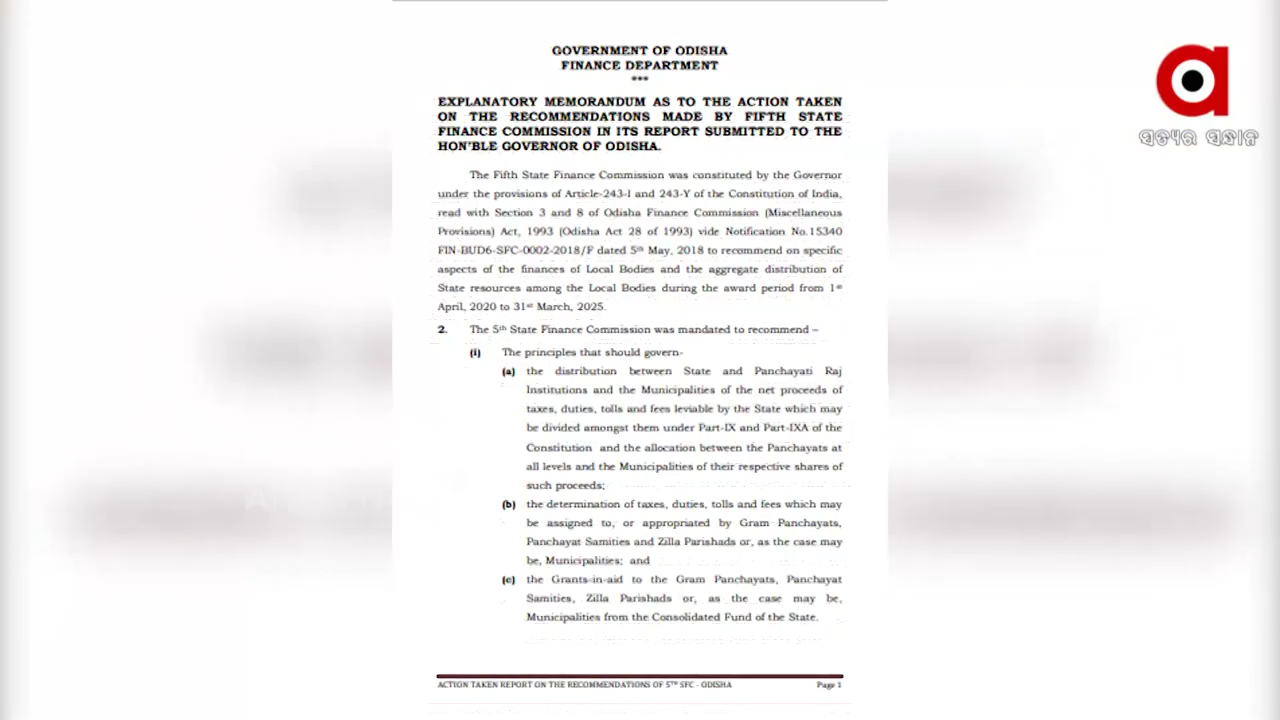 GOVERNMENT OF ODISHA
FINANCE DEPARTMENT
***
EXPLANATORY MEMORANDUM AS TO THE ACTION TAKEN
ON THE RECOMMENDATIONS MADE BY FIFTH STATE
FINANCE COMMISSION IN ITS REPORT SUBMITTED TO THE
HON'BLE GOVERNOR OF ODISHA.
The Fifth State Finance Commission was constituted by the Governor
under the provisions of Article-243-I and 243-Y of the Constitution of India,
read with Section 3 and 8 of Odisha Finance Commission (Miscellaneous
Provisions) Act, 1993 (Odisha Act 28 of 1993) vide Notification No.15340
FIN-BUD6-SFC-0002-2018/F dated 5th May, 2018 to recommend on specific
aspects of the finances of Local Bodies and the aggregate distribution of
State resources among the Local Bodies during the award period from 1st
April, 2020 to 31st March, 2025.
2. The 5th State Finance Commission was mandated to recommend –
(i) The principles that should govern-
(a) the distribution between State and Panchayati Raj
Institutions and the Municipalities of the net proceeds of
taxes, duties, tolls and fees leviable by the State which may
be divided amongst them under Part-IX and Part-IXA of the
Constitution and the allocation between the Panchayats at
all levels and the Municipalities of their respective shares of
such proceeds;
(b) the determination of taxes, duties, tolls and fees which may
be assigned to, or appropriated by Gram Panchayats,
Panchayat Samities and Zilla Parishads or, as the case may
be, Municipalities; and
(c) the Grants-in-aid to the Gram Panchayats, Panchayat
Samities, Zilla Parishads or, as the case may be,
Municipalities from the Consolidated Fund of the State.
ACTION TAKEN REPORT ON THE RECOMMENDATIONS OF 5TH SFC - ODISHA Page 1
a
ସତ୍ୟର ସନ୍ଧାନ